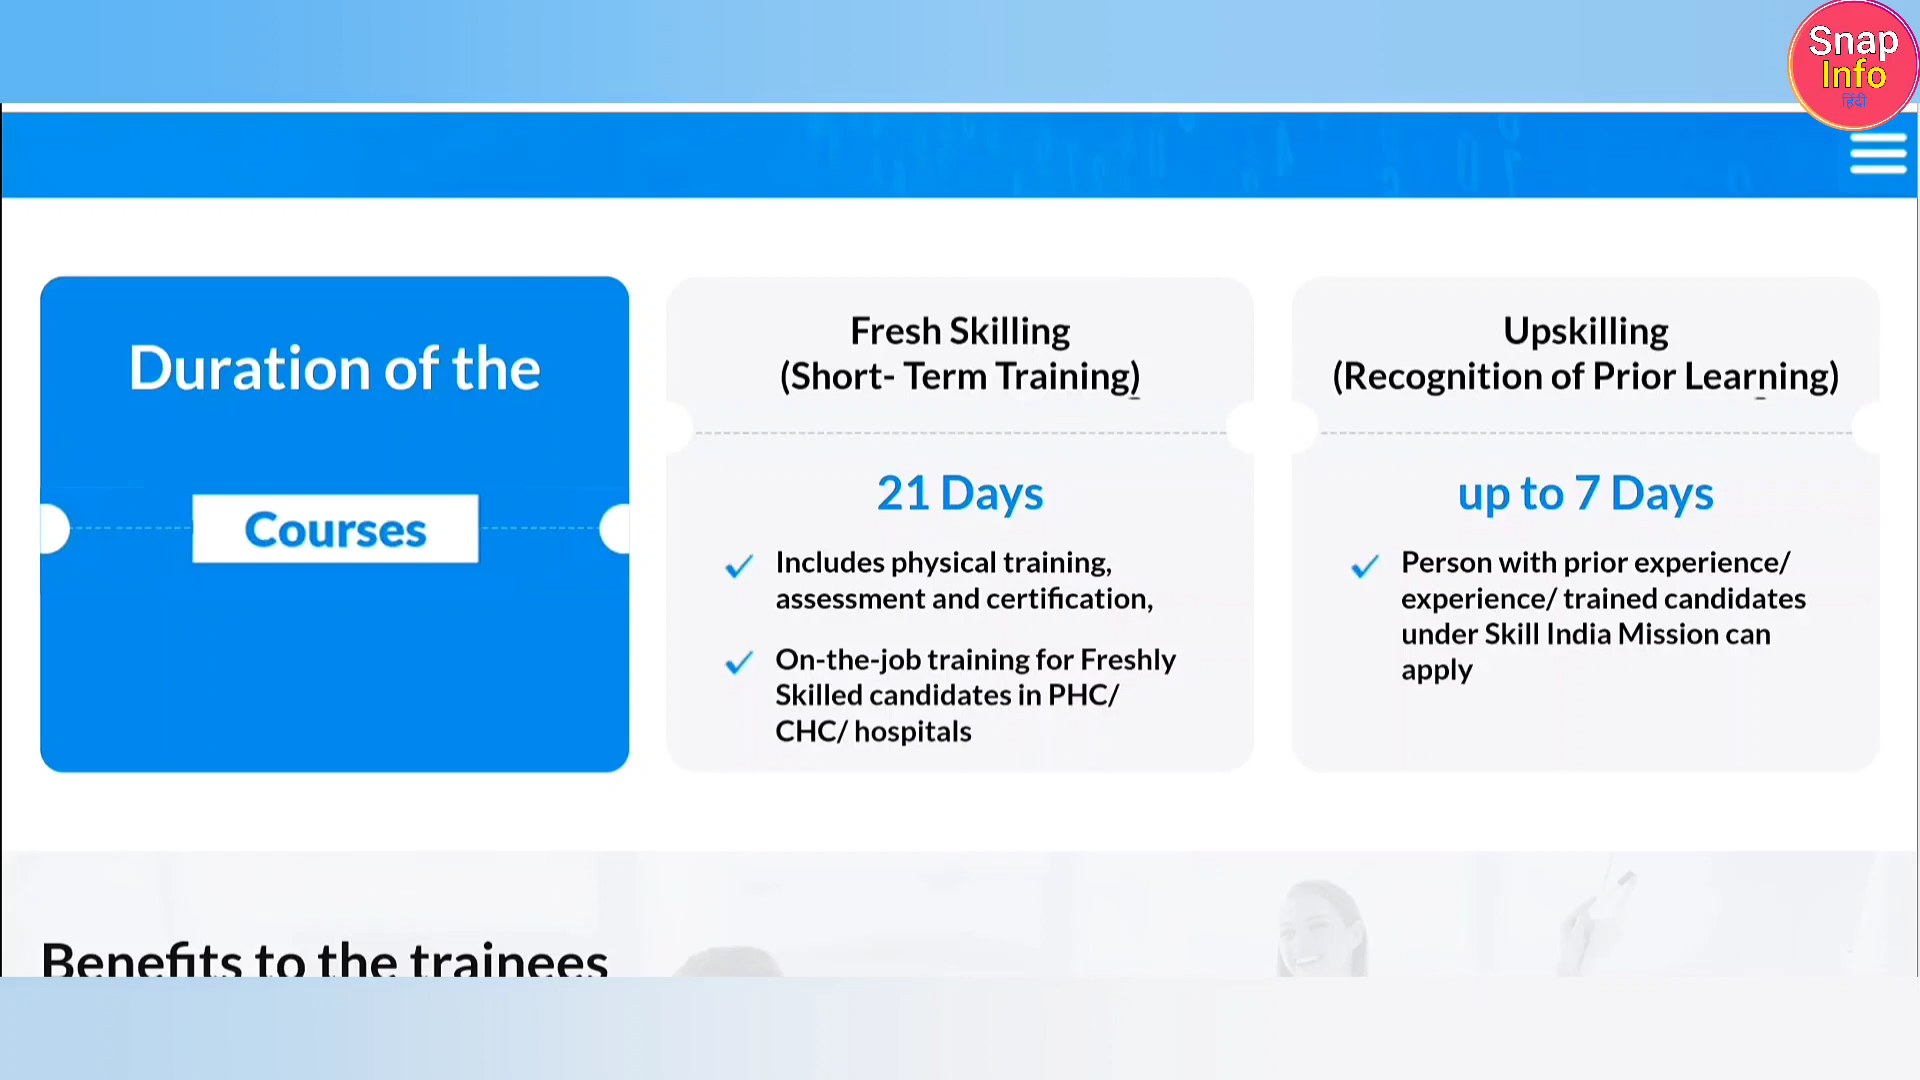 Snap
Info
हिंदी
Duration of the
Courses
Fresh Skilling
(Short- Term Training)
21 Days
Includes physical training,
assessment and certification,
On-the-job training for Freshly
Skilled candidates in PHC/
CHC/ hospitals
Upskilling
(Recognition of Prior Learning)
up to 7 Days
Person with prior experience/
experience/ trained candidates
under Skill India Mission can
apply
Benefits to the trainees